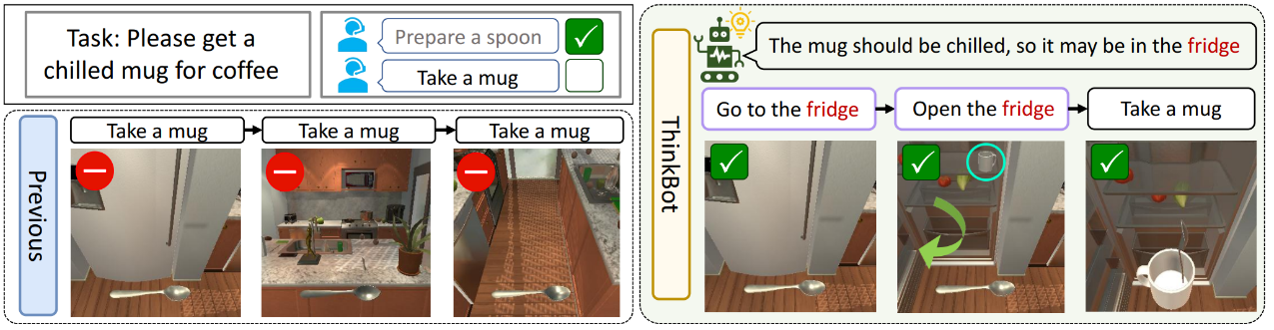 Task: Please get a
chilled mug for coffee
Prepare a spoon
Take a mug
Previous
Take a mug
Take a mug
Take a mug
ThinkBot
The mug should be chilled, so it may be in the fridge
Go to the fridge
Open the fridge
Take a mug